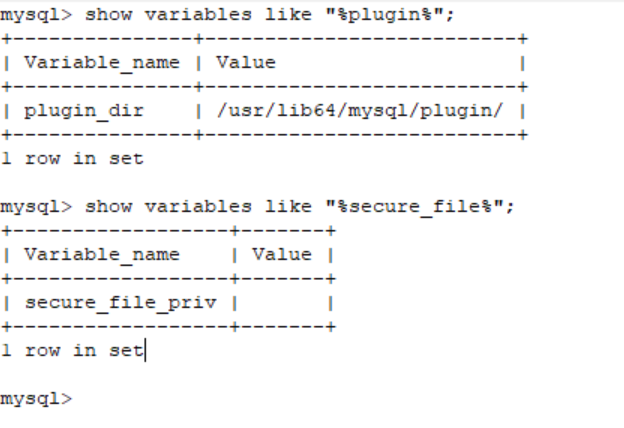 mysql> show variables like "%plugin%";
+---------------+--------------------------+
| Variable_name | Value                    |
+---------------+--------------------------+
| plugin_dir    | /usr/lib64/mysql/plugin/ |
+---------------+--------------------------+
1 row in set
mysql> show variables like "%secure_file%";
+------------------+-------+
| Variable_name    | Value |
+------------------+-------+
| secure_file_priv |       |
+------------------+-------+
1 row in set
mysql>